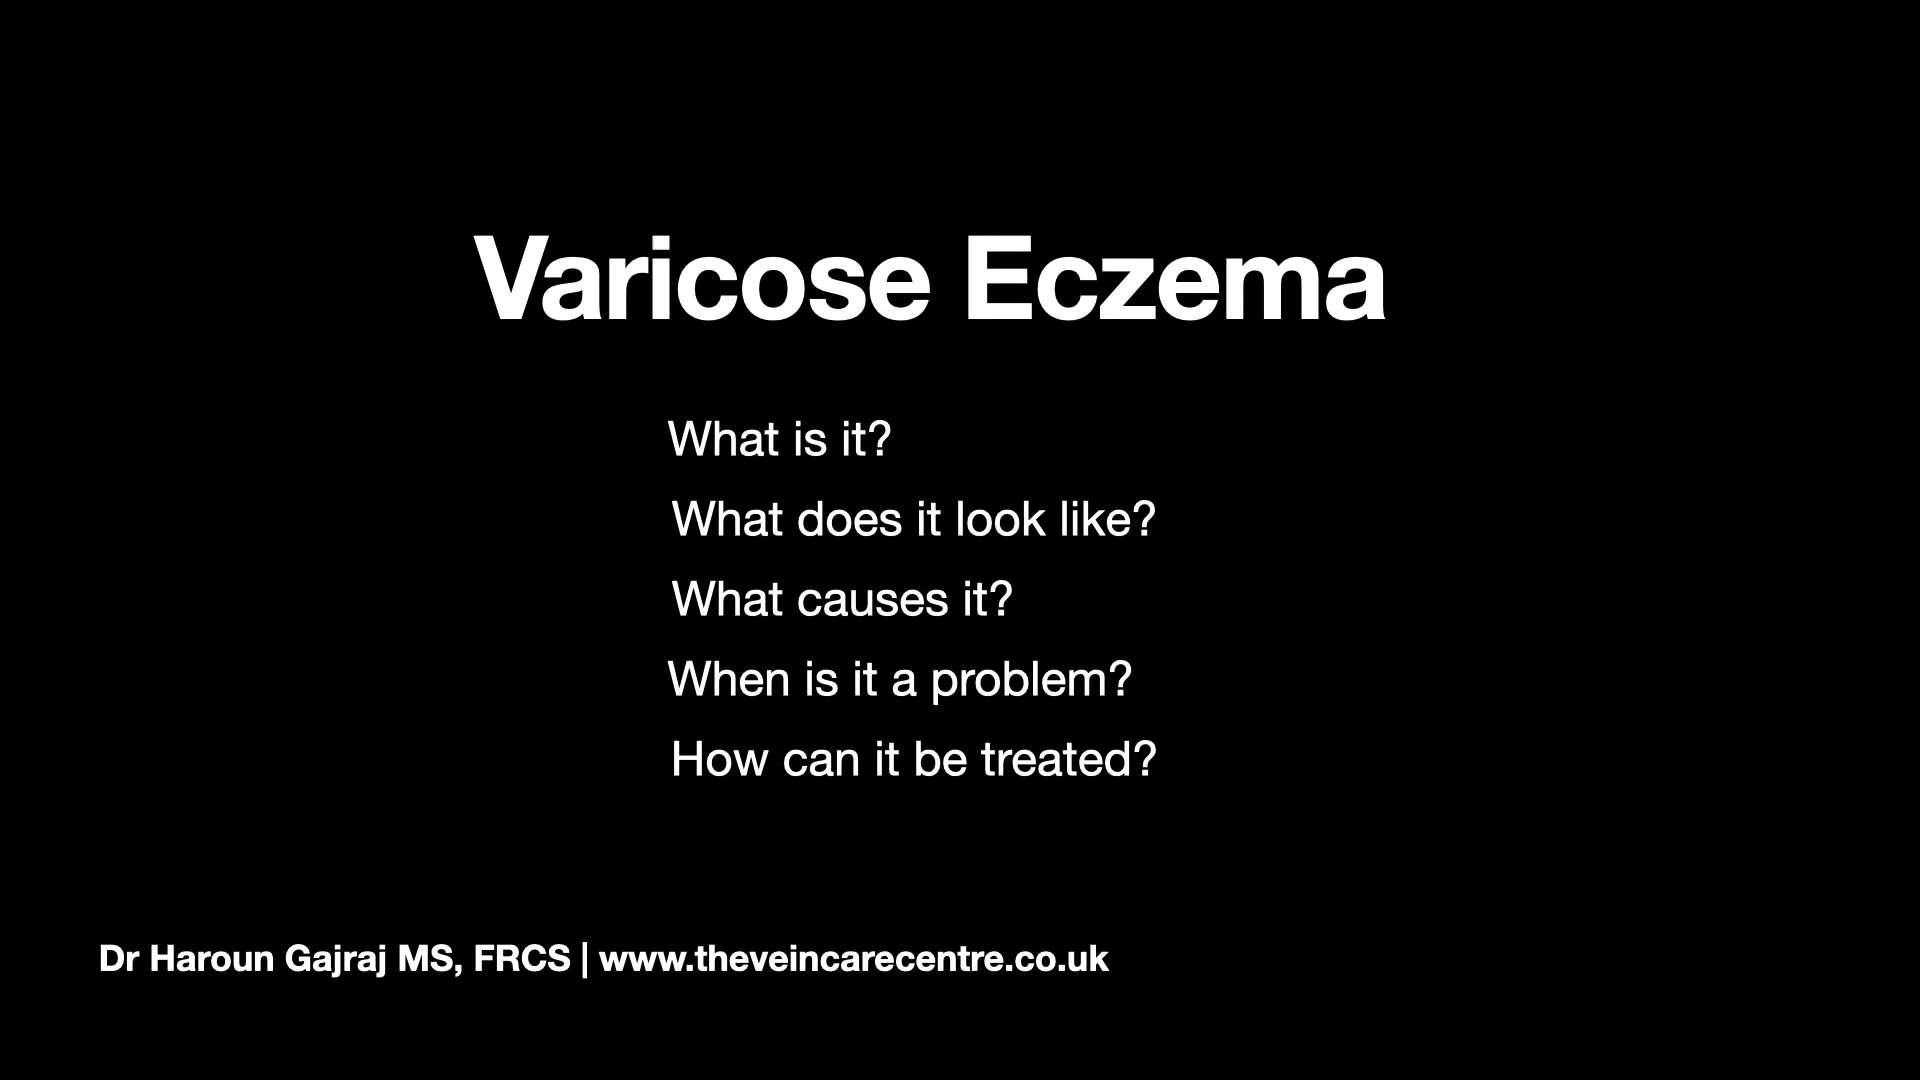 Varicose Eczema
What is it?
What does it look like?
What causes it?
When is it a problem?
How can it be treated?
Dr Haroun Gajraj MS, FRCS | www.theveincarecentre.co.uk